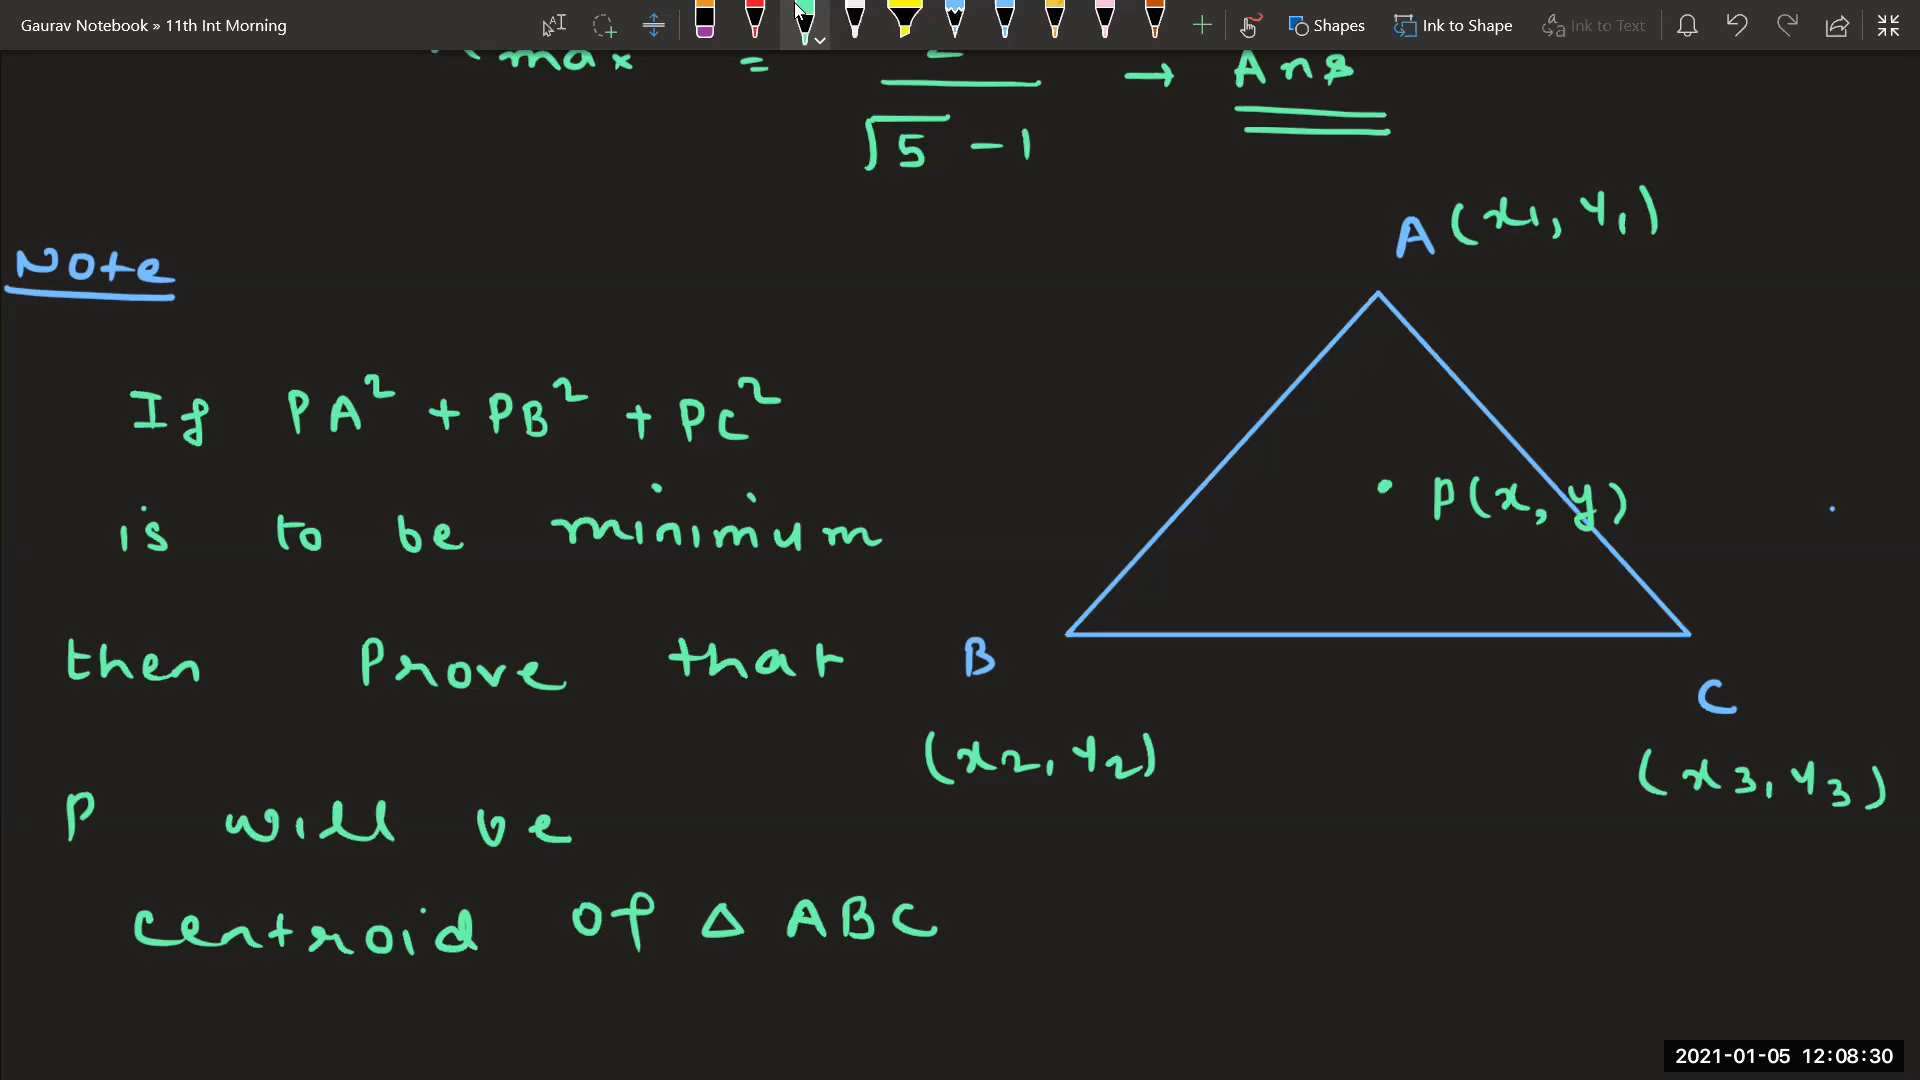 Gaurav Notebook » 11th Int Morning
Shapes
Ink to Shape
Ink to Text
max = √5 - 1 → Ans
Note
If PA² + PB² + PC²
is to be minimum
then Prove that
P will be
centroid of Δ ABC
A (x1, y1)
P(x, y)
B
(x2, y2)
C
(x3, y3)
2021-01-05 12:08:30